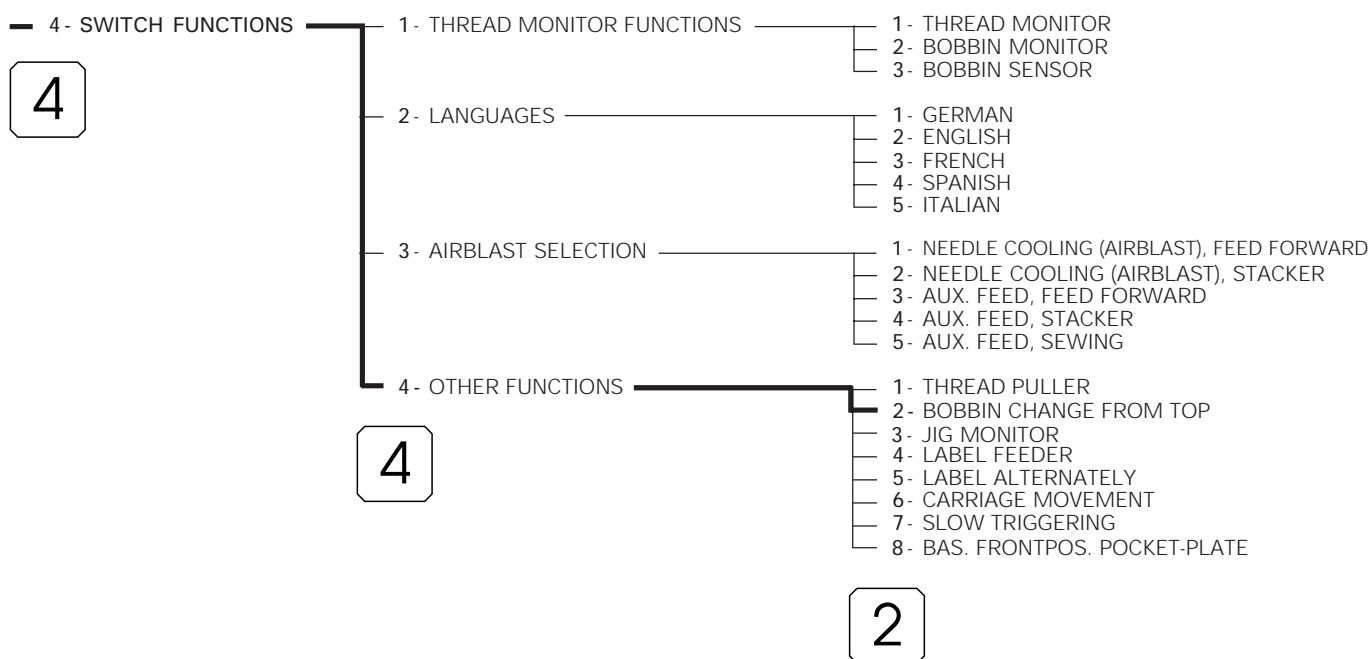 4 - SWITCH FUNCTIONS
4
1 - THREAD MONITOR FUNCTIONS
1 - THREAD MONITOR
2 - BOBBIN MONITOR
3 - BOBBIN SENSOR
2 - LANGUAGES
1 - GERMAN
2 - ENGLISH
3 - FRENCH
4 - SPANISH
5 - ITALIAN
3 - AIRBLAST SELECTION
1 - NEEDLE COOLING (AIRBLAST), FEED FORWARD
2 - NEEDLE COOLING (AIRBLAST), STACKER
3 - AUX. FEED, FEED FORWARD
4 - AUX. FEED, STACKER
5 - AUX. FEED, SEWING
4 - OTHER FUNCTIONS
4
1 - THREAD PULLER
2 - BOBBIN CHANGE FROM TOP
3 - JIG MONITOR
4 - LABEL FEEDER
5 - LABEL ALTERNATELY
6 - CARRIAGE MOVEMENT
7 - SLOW TRIGGERING
8 - BAS. FRONTPOS. POCKET-PLATE
2